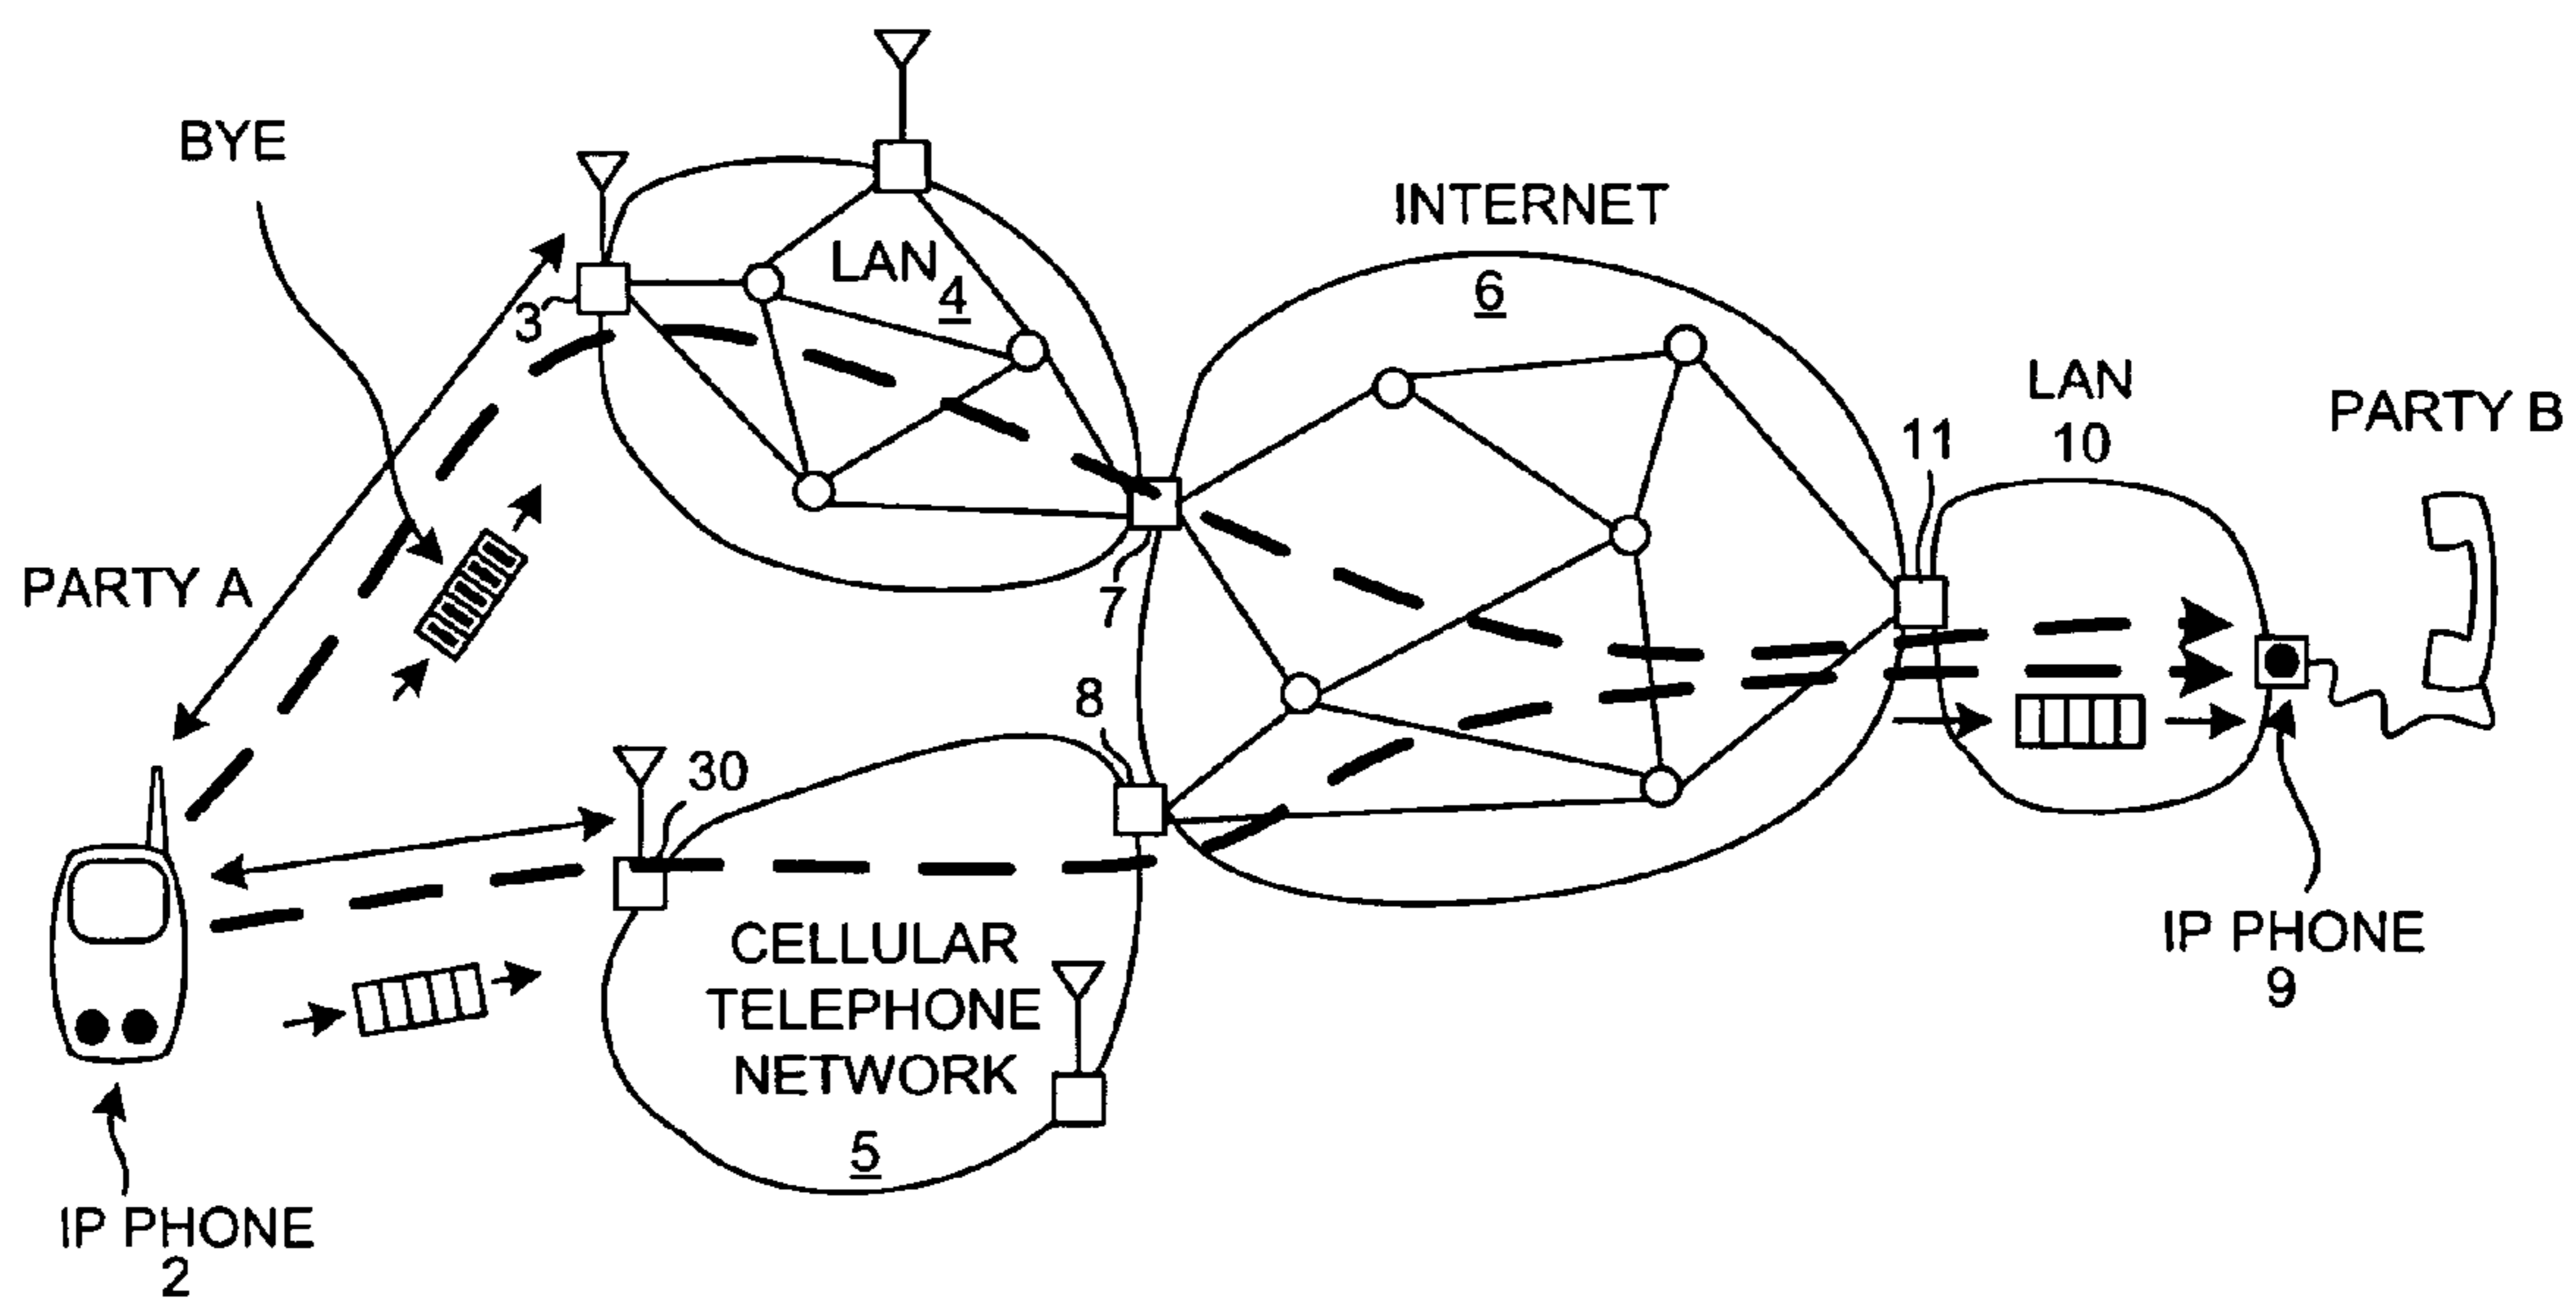 BYE
INTERNET
6
LAN
4
3
LAN
10
11
PARTY B
PARTY A
7
8
30
CELLULAR
TELEPHONE
NETWORK
5
IP PHONE
9
IP PHONE
2